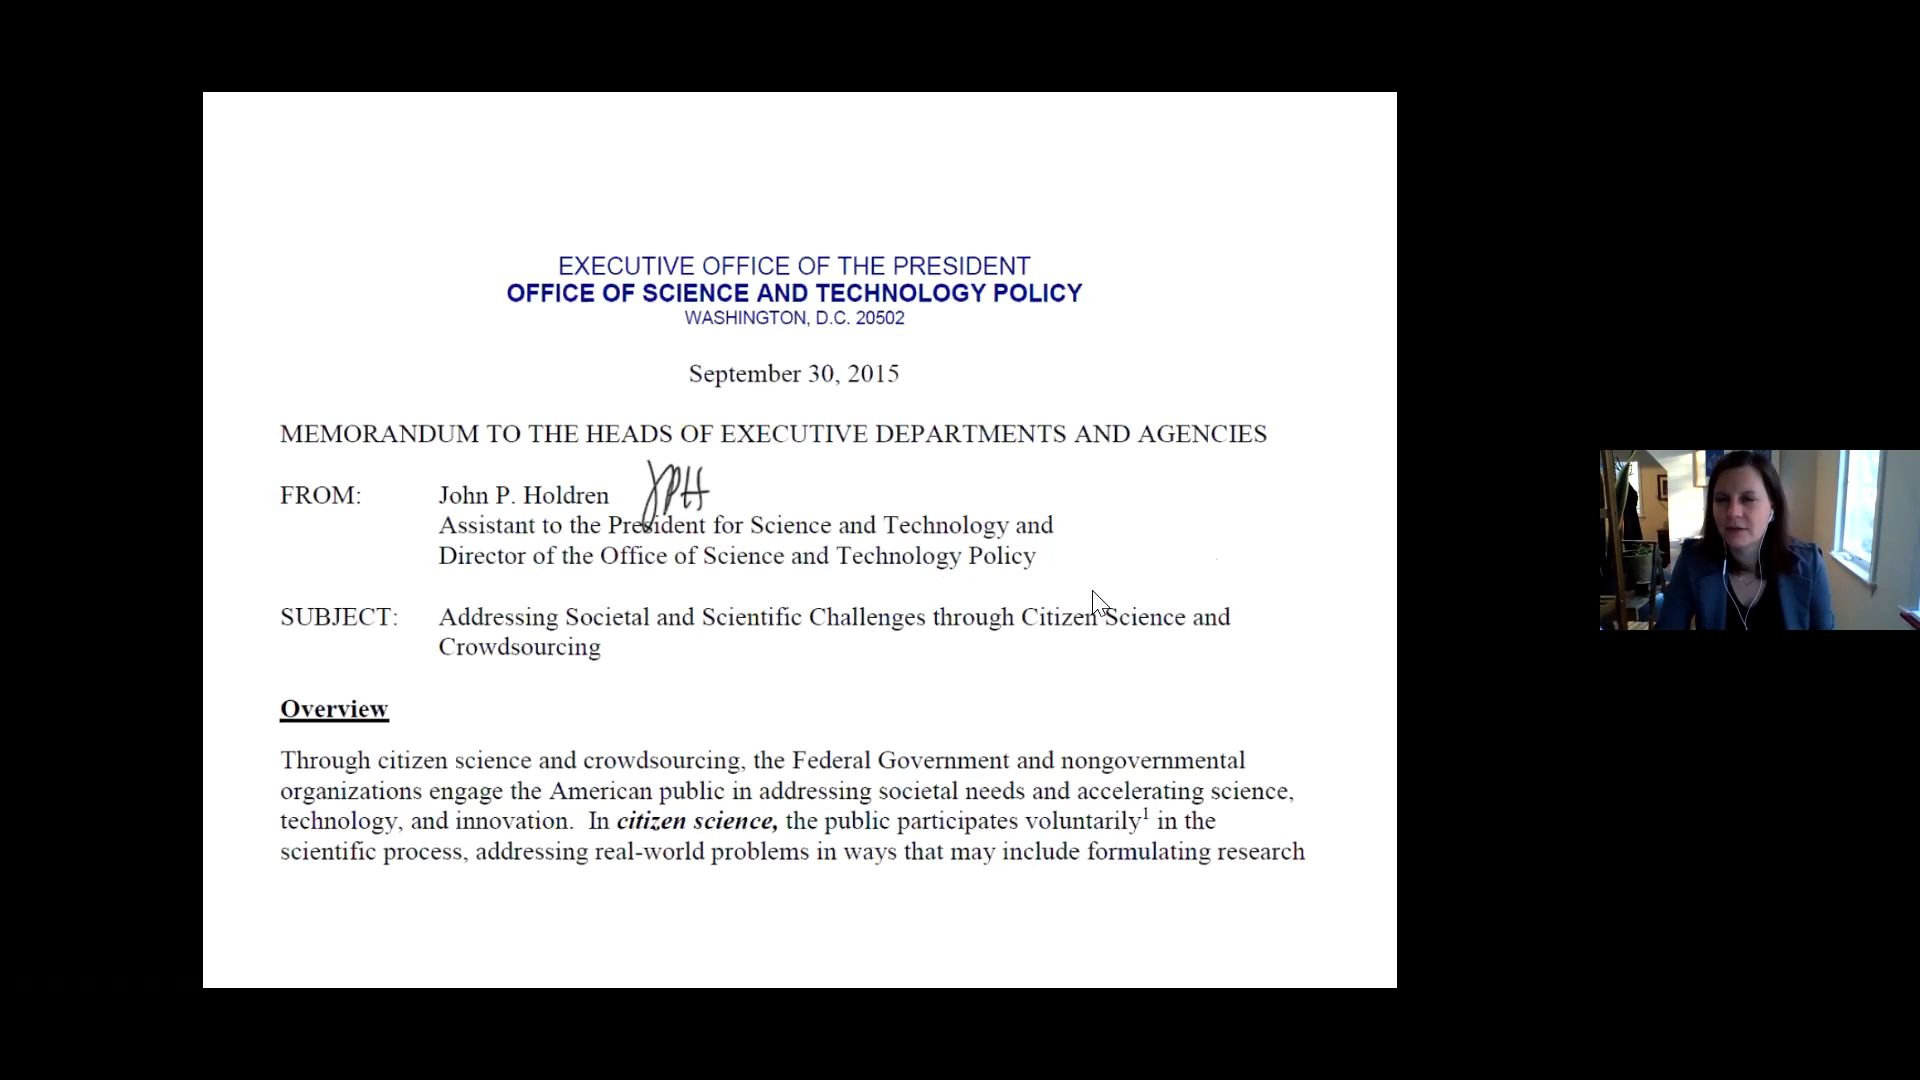 EXECUTIVE OFFICE OF THE PRESIDENT
OFFICE OF SCIENCE AND TECHNOLOGY POLICY
WASHINGTON, D.C. 20502
September 30, 2015
MEMORANDUM TO THE HEADS OF EXECUTIVE DEPARTMENTS AND AGENCIES
FROM: John P. Holdren JPH
Assistant to the President for Science and Technology and
Director of the Office of Science and Technology Policy
SUBJECT: Addressing Societal and Scientific Challenges through Citizen Science and
Crowdsourcing
Overview
Through citizen science and crowdsourcing, the Federal Government and nongovernmental
organizations engage the American public in addressing societal needs and accelerating science,
technology, and innovation. In citizen science, the public participates voluntarily1 in the
scientific process, addressing real-world problems in ways that may include formulating research